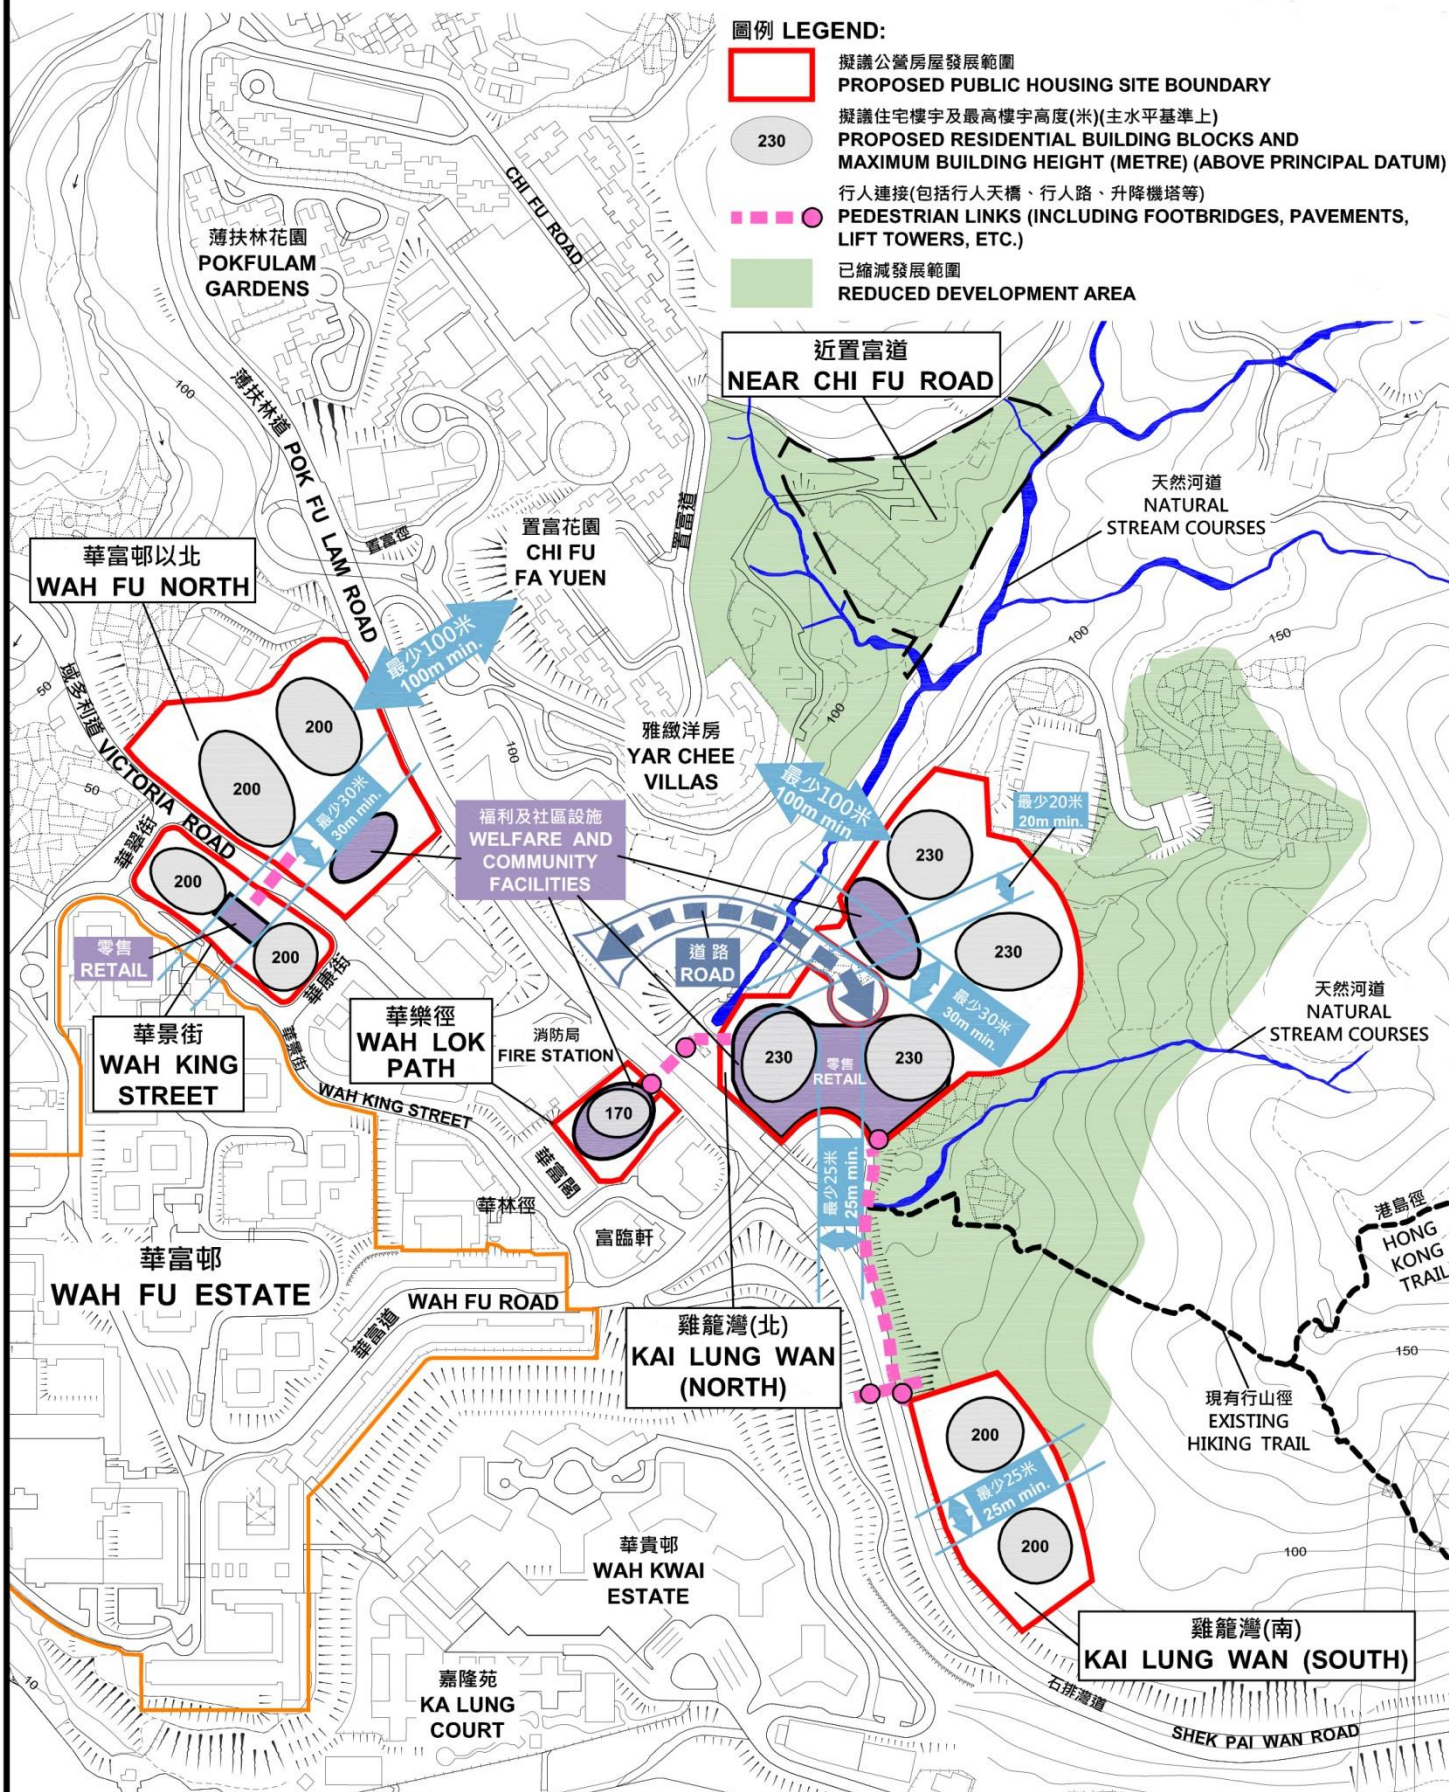 圖例 LEGEND:
擬議公營房屋發展範圍
PROPOSED PUBLIC HOUSING SITE BOUNDARY
230
擬議住宅樓宇及最高樓宇高度(米)(主水平基準上)
PROPOSED RESIDENTIAL BUILDING BLOCKS AND
MAXIMUM BUILDING HEIGHT (METRE) (ABOVE PRINCIPAL DATUM)
行人連接(包括行人天橋、行人路、升降機塔等)
PEDESTRIAN LINKS (INCLUDING FOOTBRIDGES, PAVEMENTS,
LIFT TOWERS, ETC.)
已縮減發展範圍
REDUCED DEVELOPMENT AREA
CHI FU ROAD
薄扶林花園
POKFULAM
GARDENS
近置富道
NEAR CHI FU ROAD
100
薄扶林道 POK FU LAM ROAD
置富道
置富徑
天然河道
NATURAL
STREAM COURSES
置富花園
CHI FU
FA YUEN
華富邨以北
WAH FU NORTH
最少100米
100m min.
100
150
50
域多利道 VICTORIA ROAD
200
200
100
100
雅緻洋房
YAR CHEE
VILLAS
50
最少30米
30m min.
最少100米
100m min
最少20米
20m min.
福利及社區設施
WELFARE AND
COMMUNITY
FACILITIES
華翠街
230
200
230
零售
RETAIL
200
華康街
道路
ROAD
最少30米
30m min.
天然河道
NATURAL
STREAM COURSES
華景街
WAH KING
STREET
華景街
華樂徑
WAH LOK
PATH
消防局
FIRE STATION
230
230
零售
RETAIL
WAH KING STREET
170
華富閣
最少25米
25m min.
華林徑
富臨軒
港島徑
HONG
KONG
TRAIL
華富邨
WAH FU ESTATE
WAH FU ROAD
華富道
雞籠灣(北)
KAI LUNG WAN
(NORTH)
150
現有行山徑
EXISTING
HIKING TRAIL
200
最少25米
25m min.
200
100
華貴邨
WAH KWAI
ESTATE
雞籠灣(南)
KAI LUNG WAN (SOUTH)
嘉隆苑
KA LUNG
COURT
10
石排灣道
SHEK PAI WAN ROAD